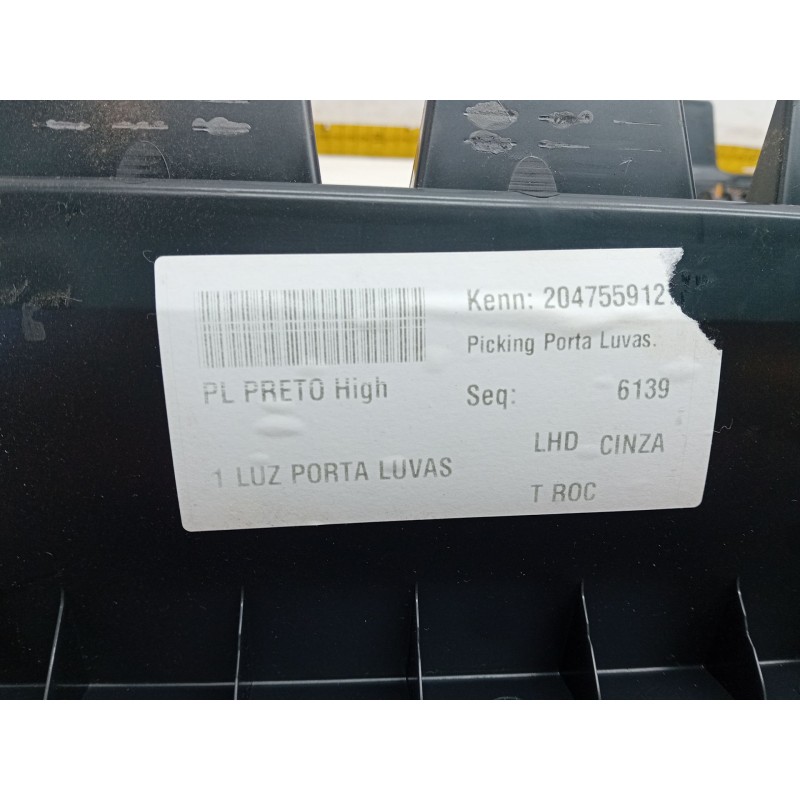 Kenn: 204755912
Picking Porta Luvas.
PL PRETO High
Seq: 6139
LHD CINZA
1 LUZ PORTA LUVAS
T ROC